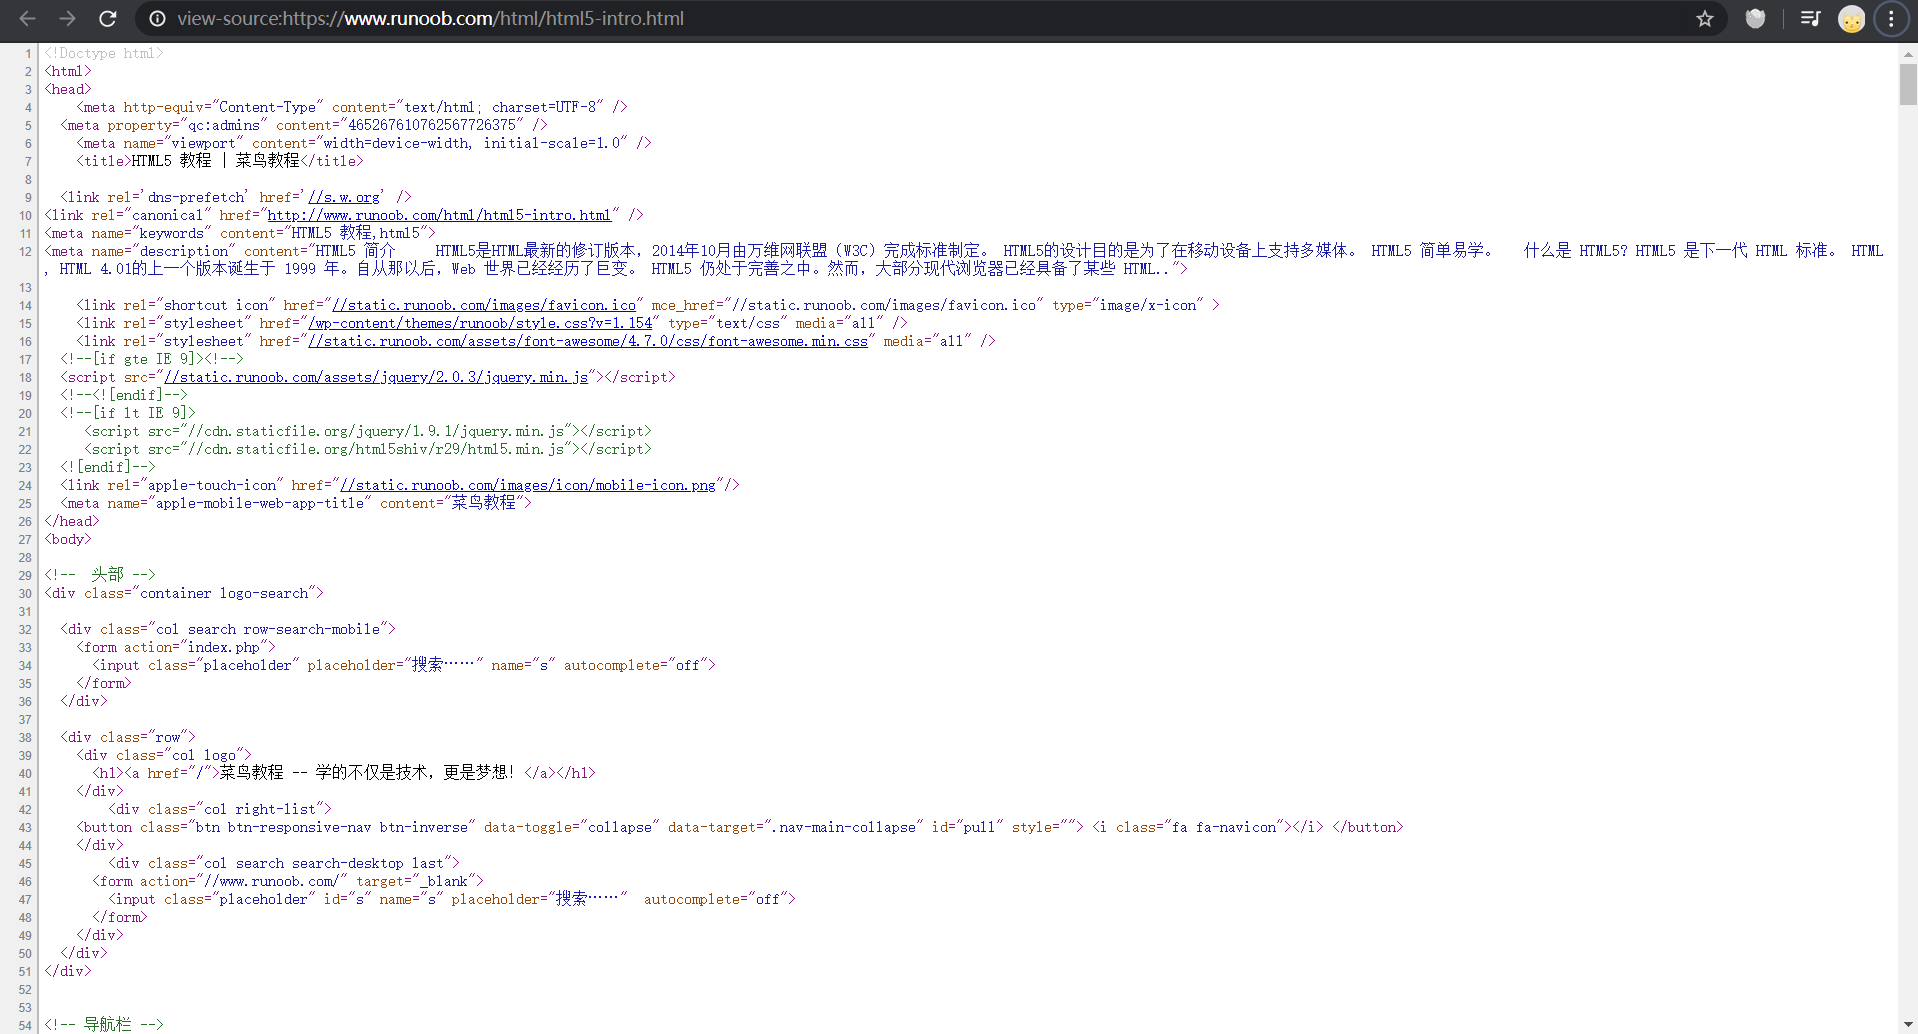 view-source:https://www.runoob.com/html/html5-intro.html
1 <!Doctype html>
2 <html>
3 <head>
4 <meta http-equiv="Content-Type" content="text/html; charset=UTF-8" />
5 <meta property="qc:admins" content="465267610762567726375" />
6 <meta name="viewport" content="width=device-width, initial-scale=1.0" />
7 <title>HTML5 教程 | 菜鸟教程</title>
8
9 <link rel='dns-prefetch' href='//s.w.org' />
10 <link rel="canonical" href="http://www.runoob.com/html/html5-intro.html" />
11 <meta name="keywords" content="HTML5 教程,html5">
12 <meta name="description" content="HTML5 简介 HTML5是HTML最新的修订版本，2014年10月由万维网联盟（W3C）完成标准制定。 HTML5的设计目的是为了在移动设备上支持多媒体。 HTML5 简单易学。 什么是 HTML5? HTML5 是下一代 HTML 标准。 HTML
, HTML 4.01的上一个版本诞生于 1999 年。自从那以后，Web 世界已经经历了巨变。 HTML5 仍处于完善之中。然而，大部分现代浏览器已经具备了某些 HTML..">
13
14 <link rel="shortcut icon" href="//static.runoob.com/images/favicon.ico" mce_href="//static.runoob.com/images/favicon.ico" type="image/x-icon" >
15 <link rel="stylesheet" href="/wp-content/themes/runoob/style.css?v=1.154" type="text/css" media="all" />
16 <link rel="stylesheet" href="//static.runoob.com/assets/font-awesome/4.7.0/css/font-awesome.min.css" media="all" />
17 <!--[if gte IE 9]><!-->
18 <script src="//static.runoob.com/assets/jquery/2.0.3/jquery.min.js"></script>
19 <!--<![endif]-->
20 <!--[if lt IE 9]>
21 <script src="//cdn.staticfile.org/jquery/1.9.1/jquery.min.js"></script>
22 <script src="//cdn.staticfile.org/html5shiv/r29/html5.min.js"></script>
23 <![endif]-->
24 <link rel="apple-touch-icon" href="//static.runoob.com/images/icon/mobile-icon.png"/>
25 <meta name="apple-mobile-web-app-title" content="菜鸟教程">
26 </head>
27 <body>
28
29 <!-- 头部 -->
30 <div class="container logo-search">
31
32 <div class="col search row-search-mobile">
33 <form action="index.php">
34 <input class="placeholder" placeholder="搜索……" name="s" autocomplete="off">
35 </form>
36 </div>
37
38 <div class="row">
39 <div class="col logo">
40 <h1><a href="/">菜鸟教程 -- 学的不仅是技术，更是梦想！</a></h1>
41 </div>
42 <div class="col right-list">
43 <button class="btn btn-responsive-nav btn-inverse" data-toggle="collapse" data-target=".nav-main-collapse" id="pull" style=""> <i class="fa fa-navicon"></i> </button>
44 </div>
45 <div class="col search search-desktop last">
46 <form action="//www.runoob.com/" target="_blank">
47 <input class="placeholder" id="s" name="s" placeholder="搜索……" autocomplete="off">
48 </form>
49 </div>
50 </div>
51 </div>
52
53
54 <!-- 导航栏 -->